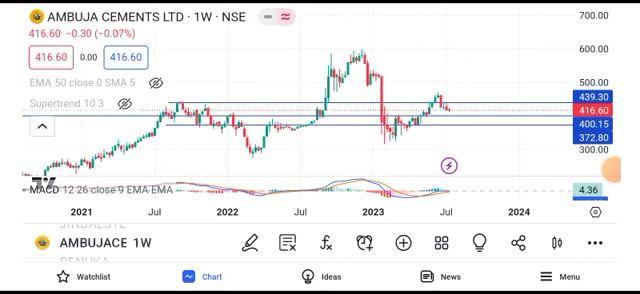 AMBUJA CEMENTS LTD · 1W · NSE
416.60 −0.30 (−0.07%)
416.60 0.00 416.60
EMA 50 close 0 SMA 5
Supertrend 10 3
700.00
600.00
500.00
439.30
416.60
400.15
372.80
300.00
MACD 12 26 close 9 EMA EMA
4.36
2021 Jul 2022 Jul 2023 Jul 2024
AMBUJACE 1W
Watchlist Chart Ideas News Menu